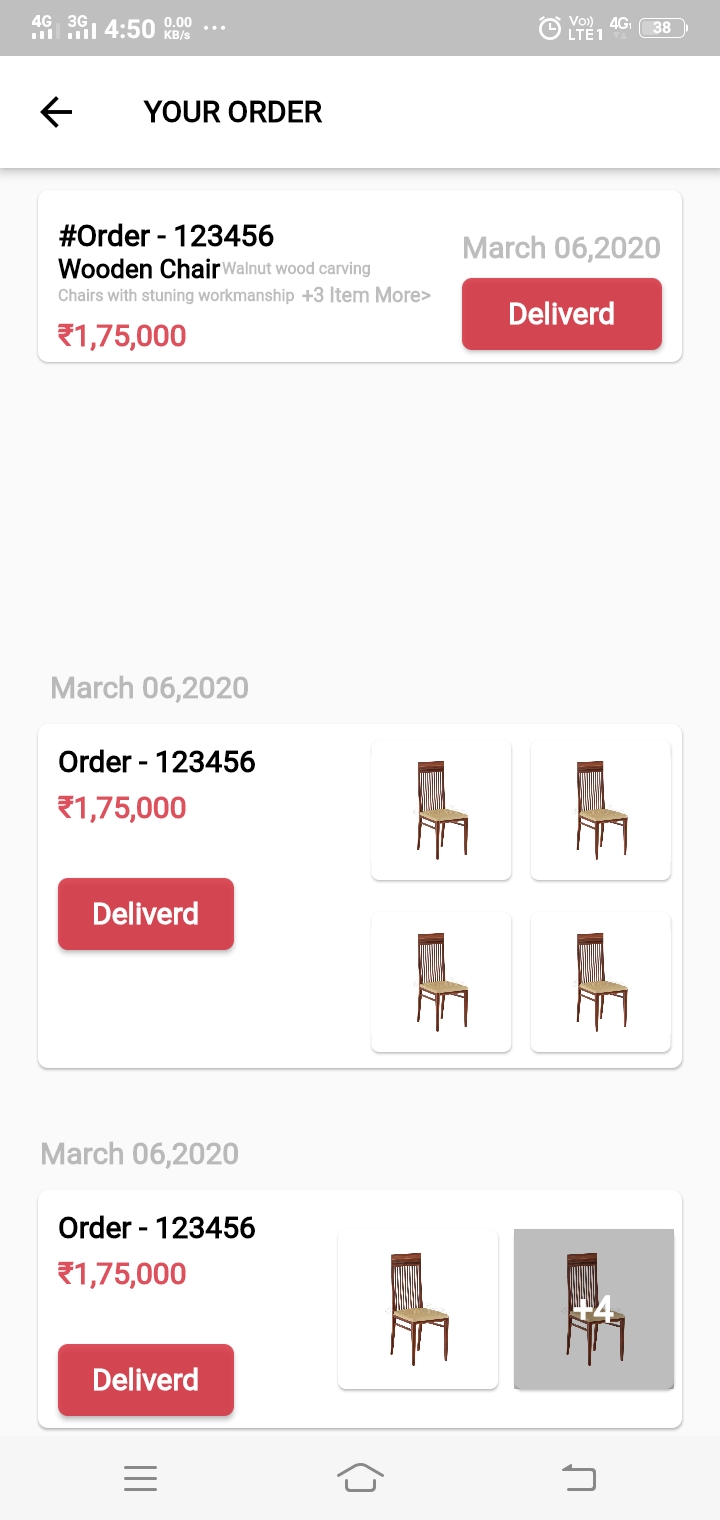 4G 3G 4:50 0.00 KB/s ... Vo)) LTE1 4G 38
YOUR ORDER
#Order - 123456
March 06,2020
Wooden Chair Walnut wood carving
Chairs with stuning workmanship +3 Item More>
Deliverd
₹1,75,000
March 06,2020
Order - 123456
₹1,75,000
Deliverd
March 06,2020
Order - 123456
₹1,75,000
+4
Deliverd